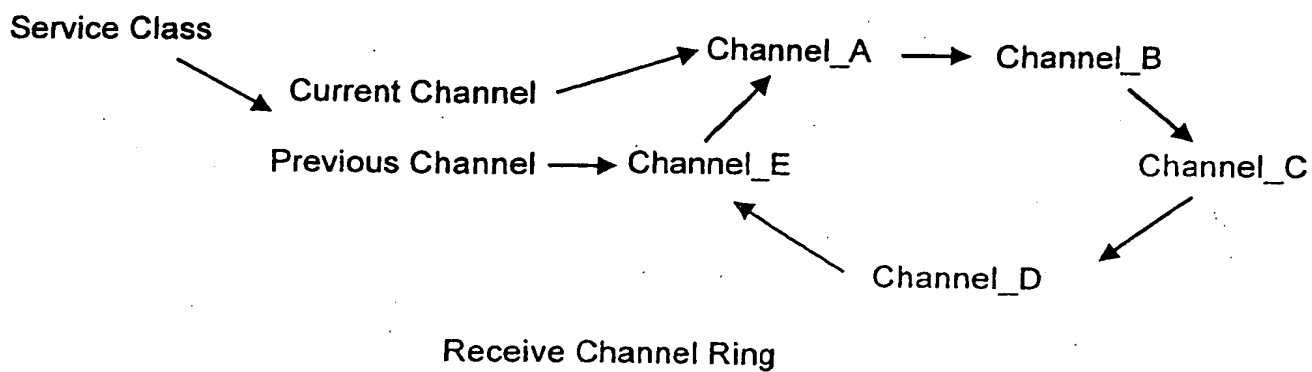 Service Class
Channel_A
Channel_B
Current Channel
Previous Channel
Channel_E
Channel_C
Channel_D
Receive Channel Ring